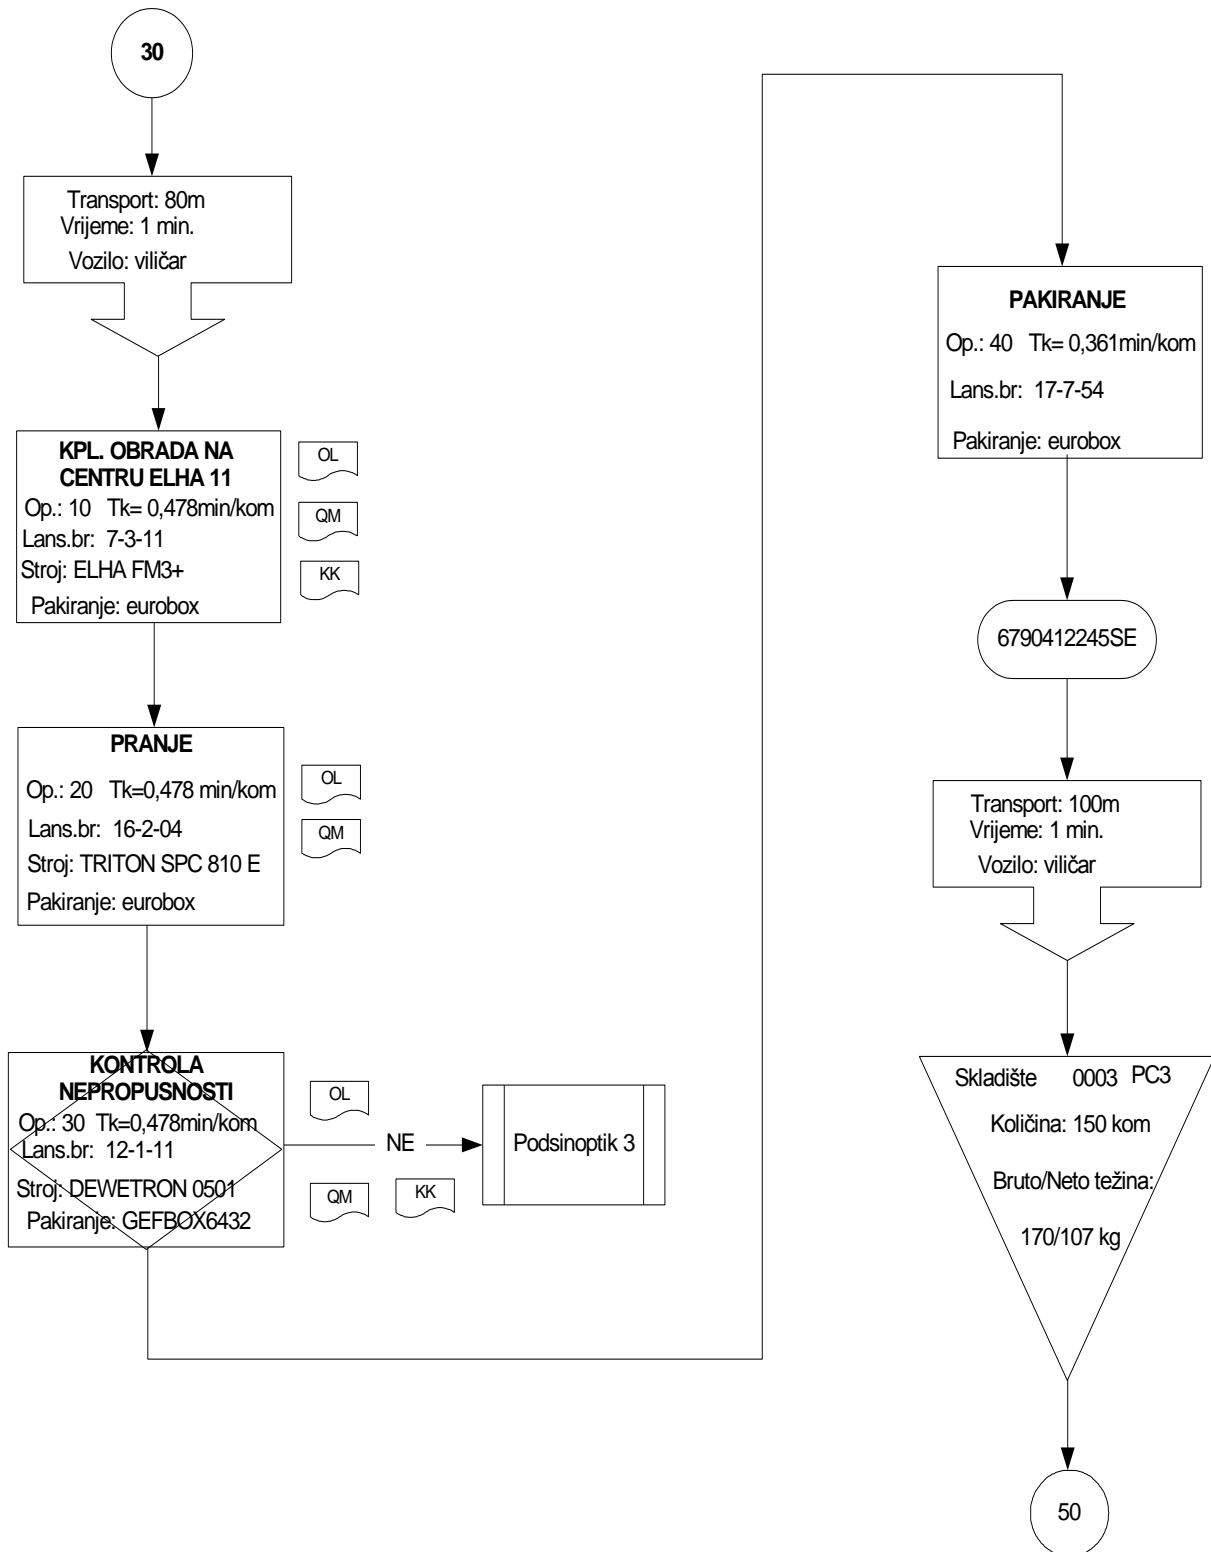 30
Transport: 80m
Vrijeme: 1 min.
Vozilo: viličar
KPL. OBRADA NA
CENTRU ELHA 11
Op.: 10 Tk= 0,478min/kom
Lans.br: 7-3-11
Stroj: ELHA FM3+
Pakiranje: eurobox
OL
QM
KK
PRANJE
Op.: 20 Tk=0,478 min/kom
Lans.br: 16-2-04
Stroj: TRITON SPC 810 E
Pakiranje: eurobox
OL
QM
KONTROLA
NEPROPUSNOSTI
Op.: 30 Tk=0,478min/kom
Lans.br: 12-1-11
Stroj: DEWETRON 0501
Pakiranje: GEFBOX6432
OL
NE
QM
KK
Podsinoptik 3
PAKIRANJE
Op.: 40 Tk= 0,361min/kom
Lans.br: 17-7-54
Pakiranje: eurobox
6790412245SE
Transport: 100m
Vrijeme: 1 min.
Vozilo: viličar
Skladište 0003 PC3
Količina: 150 kom
Bruto/Neto težina:
170/107 kg
50